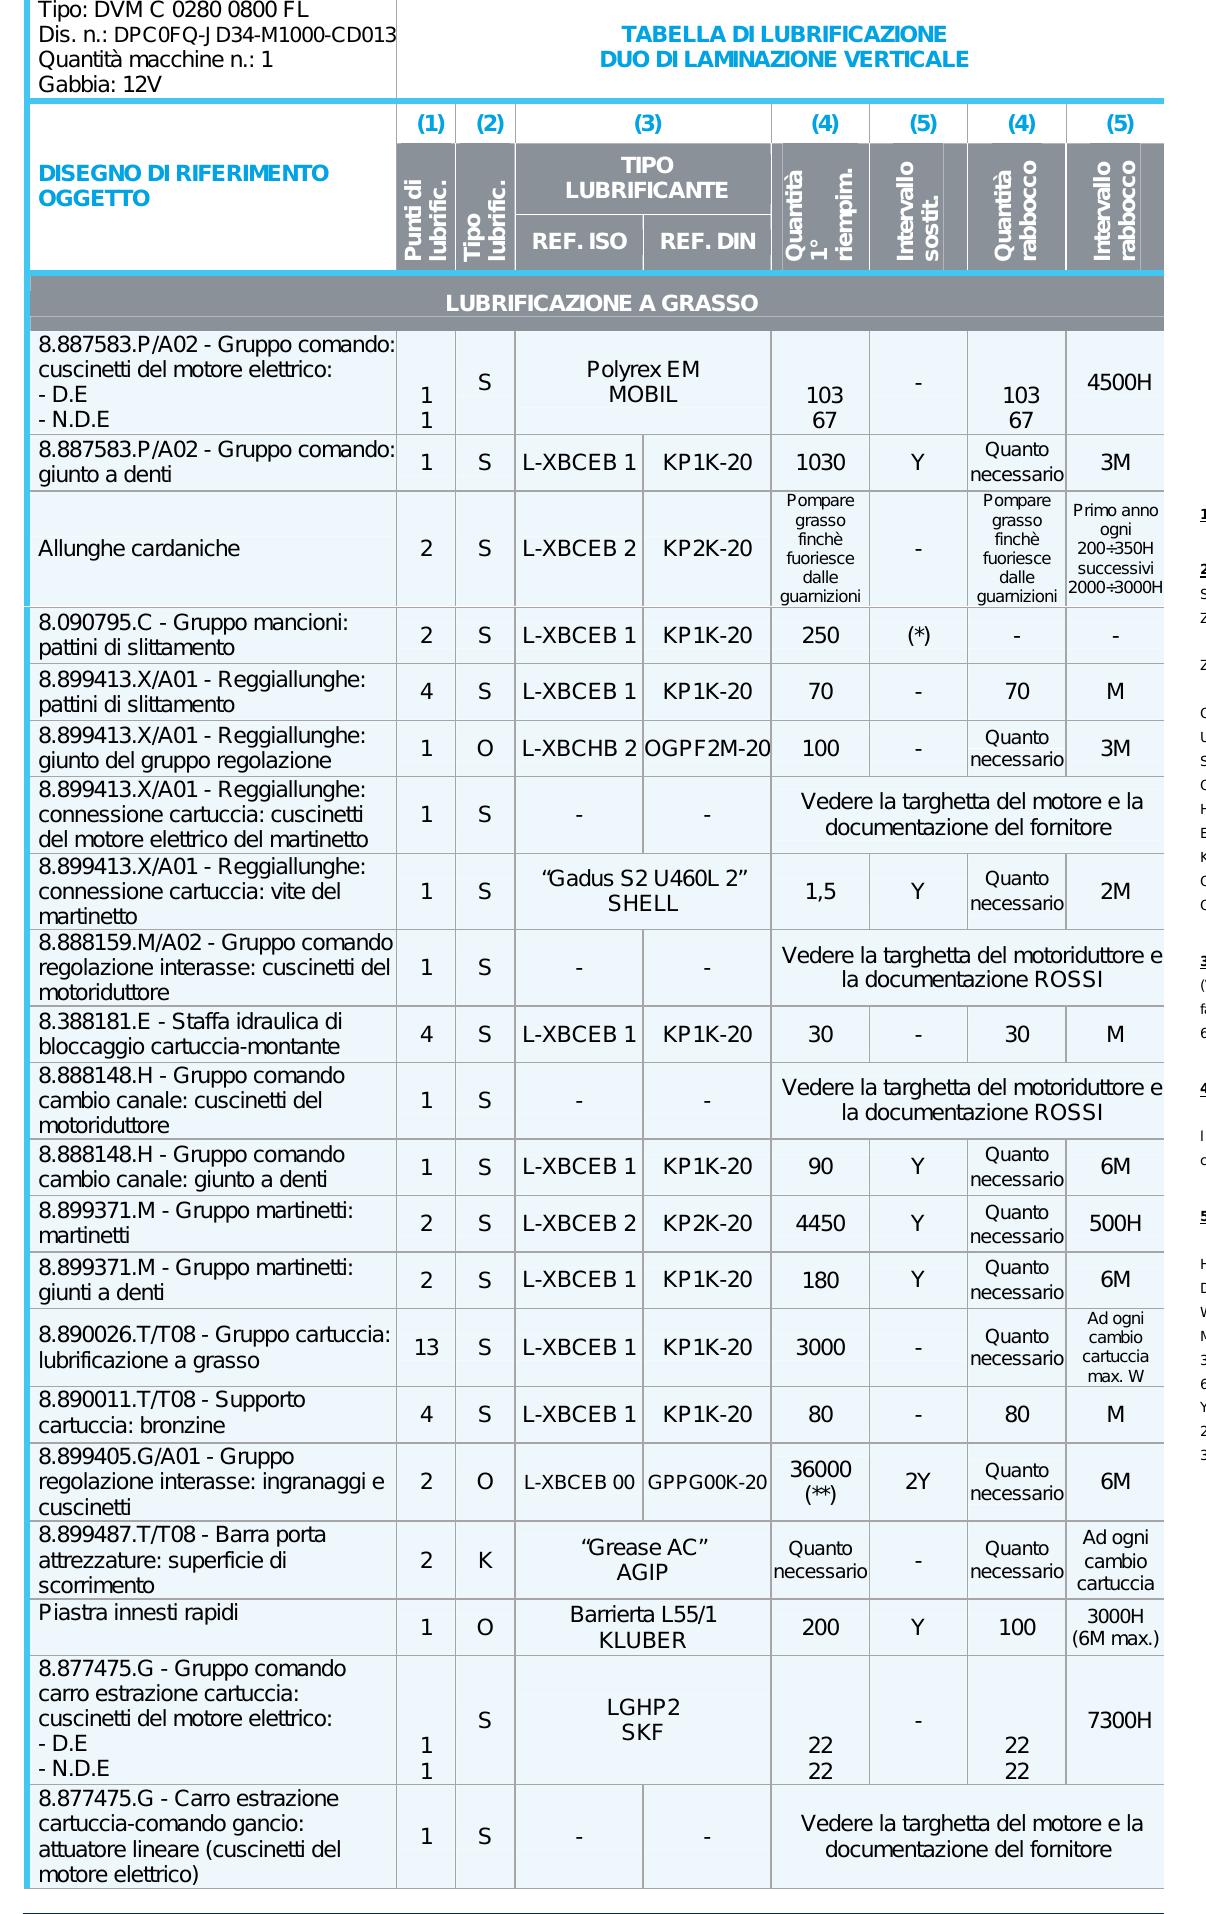 Tipo: DVM C 0280 0800 FL
Dis. n.: DPC0FQ-JD34-M1000-CD013
Quantità macchine n.: 1
Gabbia: 12V
TABELLA DI LUBRIFICAZIONE
DUO DI LAMINAZIONE VERTICALE
DISEGNO DI RIFERIMENTO
OGGETTO
(1) (2) (3) (4) (5) (4) (5)
Punti di
lubrific.
Tipo
lubrific.
TIPO
LUBRIFICANTE
REF. ISO REF. DIN
Quantità
1°
riempim.
Intervallo
sostit.
Quantità
rabbocco
Intervallo
rabbocco
LUBRIFICAZIONE A GRASSO
8.887583.P/A02 - Gruppo comando:
cuscinetti del motore elettrico:
- D.E
- N.D.E
1
1
S
Polyrex EM
MOBIL
103
67
-
103
67
4500H
8.887583.P/A02 - Gruppo comando:
giunto a denti
1 S L-XBCEB 1 KP1K-20 1030 Y
Quanto
necessario
3M
Allunghe cardaniche
2 S L-XBCEB 2 KP2K-20
Pompare
grasso
finchè
fuoriesce
dalle
guarnizioni
-
Pompare
grasso
finchè
fuoriesce
dalle
guarnizioni
Primo anno
ogni
200÷350H
successivi
2000÷3000H
8.090795.C - Gruppo mancioni:
pattini di slittamento
2 S L-XBCEB 1 KP1K-20 250 (*) - -
8.899413.X/A01 - Reggiallunghe:
pattini di slittamento
4 S L-XBCEB 1 KP1K-20 70 - 70 M
8.899413.X/A01 - Reggiallunghe:
giunto del gruppo regolazione
1 O L-XBCHB 2 OGPF2M-20 100 -
Quanto
necessario
3M
8.899413.X/A01 - Reggiallunghe:
connessione cartuccia: cuscinetti
del motore elettrico del martinetto
1 S - -
Vedere la targhetta del motore e la
documentazione del fornitore
8.899413.X/A01 - Reggiallunghe:
connessione cartuccia: vite del
martinetto
1 S
“Gadus S2 U460L 2”
SHELL
1,5 Y
Quanto
necessario
2M
8.888159.M/A02 - Gruppo comando
regolazione interasse: cuscinetti del
motoriduttore
1 S - -
Vedere la targhetta del motoriduttore e
la documentazione ROSSI
8.388181.E - Staffa idraulica di
bloccaggio cartuccia-montante
4 S L-XBCEB 1 KP1K-20 30 - 30 M
8.888148.H - Gruppo comando
cambio canale: cuscinetti del
motoriduttore
1 S - -
Vedere la targhetta del motoriduttore e
la documentazione ROSSI
8.888148.H - Gruppo comando
cambio canale: giunto a denti
1 S L-XBCEB 1 KP1K-20 90 Y
Quanto
necessario
6M
8.899371.M - Gruppo martinetti:
martinetti
2 S L-XBCEB 2 KP2K-20 4450 Y
Quanto
necessario
500H
8.899371.M - Gruppo martinetti:
giunti a denti
2 S L-XBCEB 1 KP1K-20 180 Y
Quanto
necessario
6M
8.890026.T/T08 - Gruppo cartuccia:
lubrificazione a grasso
13 S L-XBCEB 1 KP1K-20 3000 -
Quanto
necessario
Ad ogni
cambio
cartuccia
max. W
8.890011.T/T08 - Supporto
cartuccia: bronzine
4 S L-XBCEB 1 KP1K-20 80 - 80 M
8.899405.G/A01 - Gruppo
regolazione interasse: ingranaggi e
cuscinetti
2 O L-XBCEB 00 GPPG00K-20
36000
(**)
2Y
Quanto
necessario
6M
8.899487.T/T08 - Barra porta
attrezzature: superficie di
scorrimento
2 K
“Grease AC”
AGIP
Quanto
necessario
-
Quanto
necessario
Ad ogni
cambio
cartuccia
Piastra innesti rapidi
1 O
Barrierta L55/1
KLUBER
200 Y 100
3000H
(6M max.)
8.877475.G - Gruppo comando
carro estrazione cartuccia:
cuscinetti del motore elettrico:
- D.E
- N.D.E
1
1
S
LGHP2
SKF
22
22
-
22
22
7300H
8.877475.G - Carro estrazione
cartuccia-comando gancio:
attuatore lineare (cuscinetti del
motore elettrico)
1 S - -
Vedere la targhetta del motore e la
documentazione del fornitore